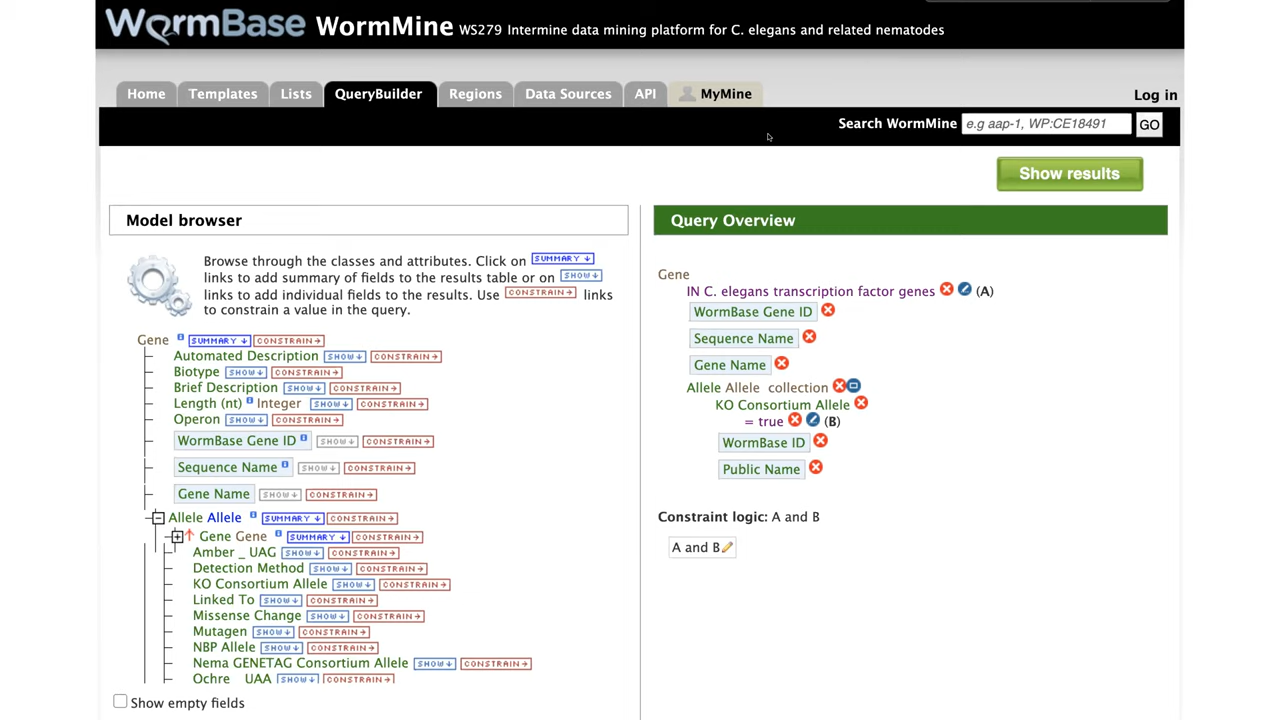 WormBase WormMine WS279 Intermine data mining platform for C. elegans and related nematodes
Home Templates Lists QueryBuilder Regions Data Sources API MyMine Log in
Search WormMine e.g aap-1, WP:CE18491 GO
Show results
Model browser
Browse through the classes and attributes. Click on SUMMARY ↓
links to add summary of fields to the results table or on SHOW ↓
links to add individual fields to the results. Use CONSTRAIN →  links
to constrain a value in the query.
Gene SUMMARY ↓ CONSTRAIN →
Automated Description SHOW ↓ CONSTRAIN →
Biotype SHOW ↓ CONSTRAIN →
Brief Description SHOW ↓ CONSTRAIN →
Length (nt) Integer SHOW ↓ CONSTRAIN →
Operon SHOW ↓ CONSTRAIN →
WormBase Gene ID SHOW ↓ CONSTRAIN →
Sequence Name SHOW ↓ CONSTRAIN →
Gene Name SHOW ↓ CONSTRAIN →
Allele Allele SUMMARY ↓ CONSTRAIN →
Gene Gene SUMMARY ↓ CONSTRAIN →
Amber _ UAG SHOW ↓ CONSTRAIN →
Detection Method SHOW ↓ CONSTRAIN →
KO Consortium Allele SHOW ↓ CONSTRAIN →
Linked To SHOW ↓ CONSTRAIN →
Missense Change SHOW ↓ CONSTRAIN →
Mutagen SHOW ↓ CONSTRAIN →
NBP Allele SHOW ↓ CONSTRAIN →
Nema GENETAG Consortium Allele SHOW ↓ CONSTRAIN →
Ochre _ UAA SHOW ↓ CONSTRAIN →
Show empty fields
Query Overview
Gene
IN C. elegans transcription factor genes (A)
WormBase Gene ID
Sequence Name
Gene Name
Allele Allele collection
KO Consortium Allele
= true (B)
WormBase ID
Public Name
Constraint logic: A and B
A and B